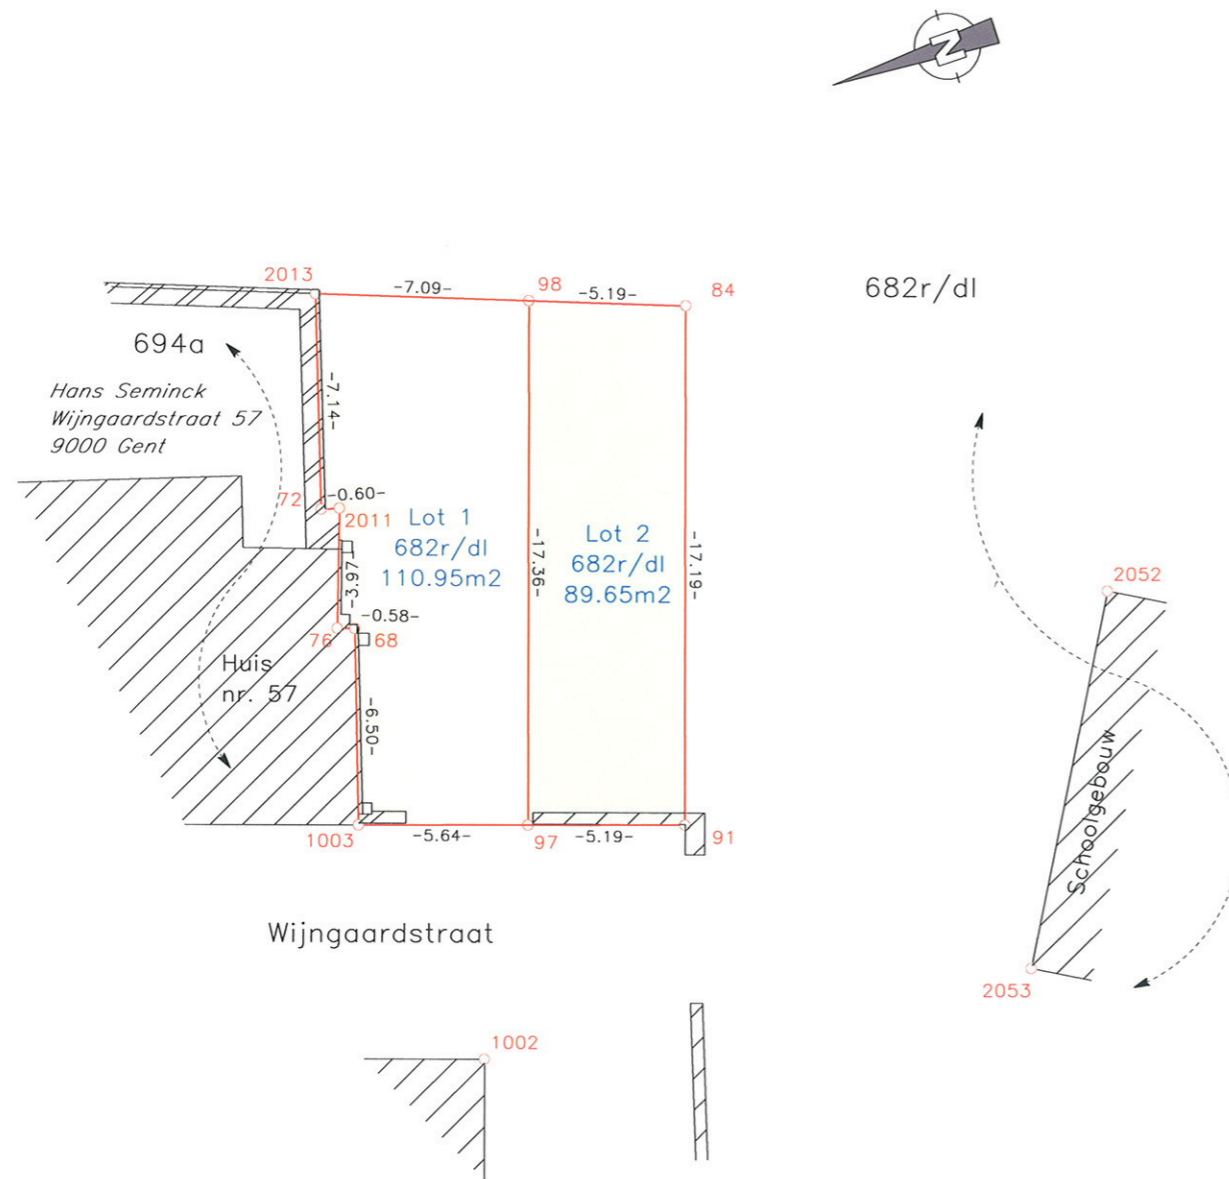 N
2013
-7.09-
98
-5.19-
84
682r/dl
694a
Hans Seminck
Wijngaardstraat 57
9000 Gent
-7.14-
72
-0.60-
2011
Lot 1
682r/dl
110.95m2
-17.36-
Lot 2
682r/dl
89.65m2
-17.19-
-3.97-
-0.58-
76
68
2052
Huis
nr. 57
-6.50-
Schoolgebouw
1003
-5.64-
97
-5.19-
91
Wijngaardstraat
2053
1002